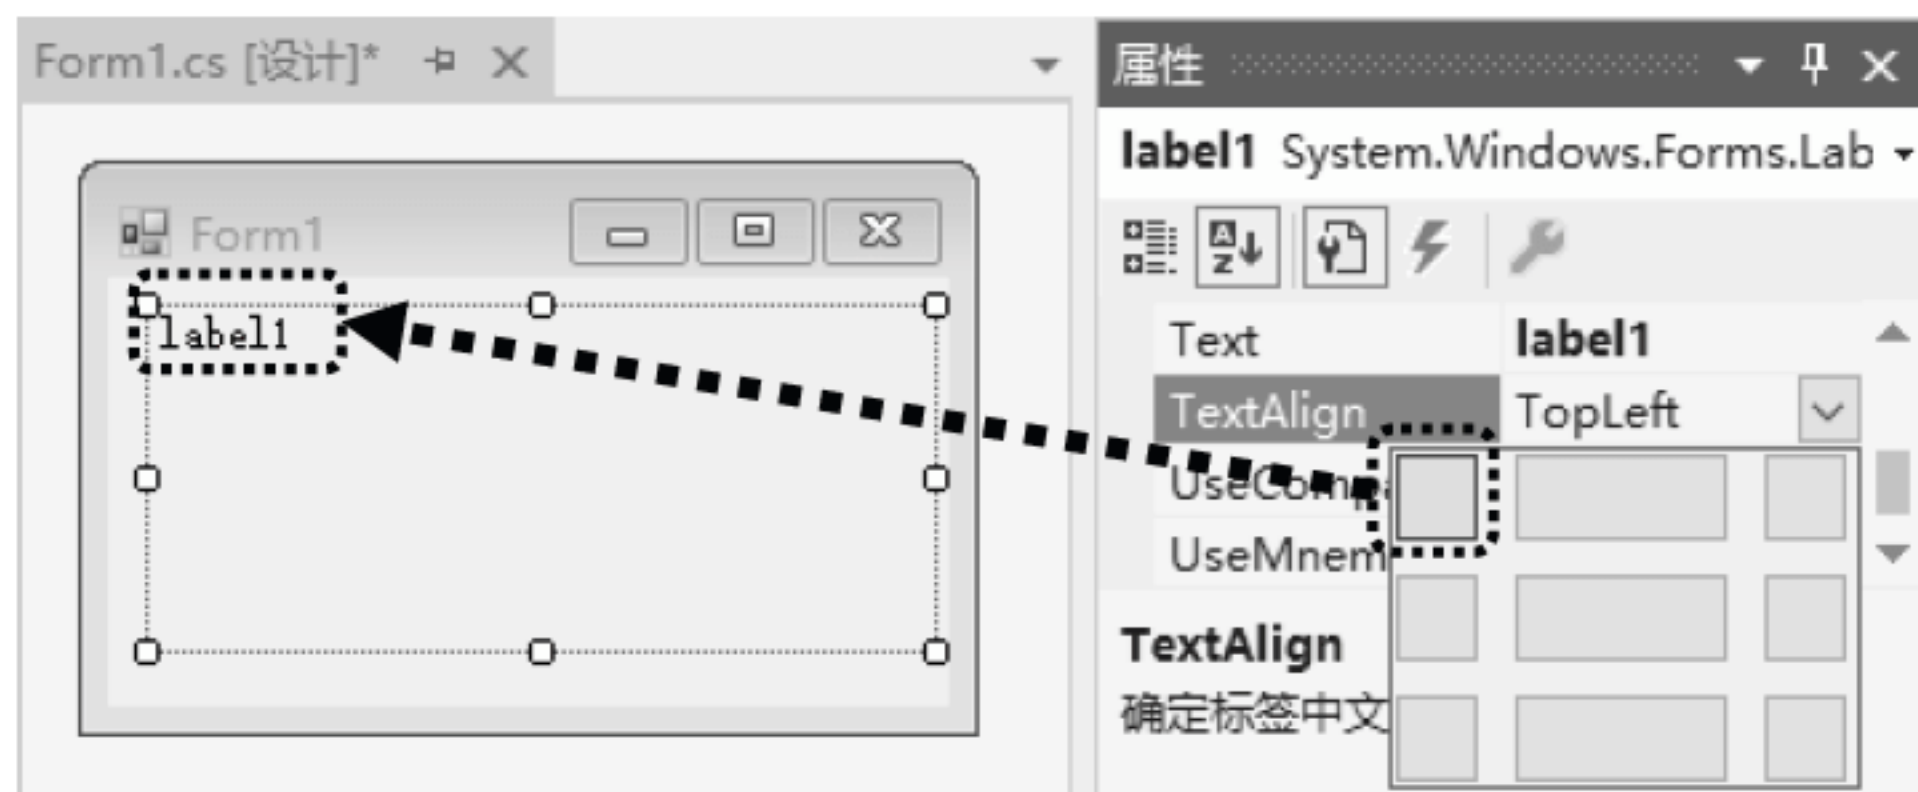 Form1.cs [设计]*
Form1
label1
属性
label1 System.Windows.Forms.Lab
Text label1
TextAlign TopLeft
UseCompa
UseMnem
TextAlign
确定标签中文